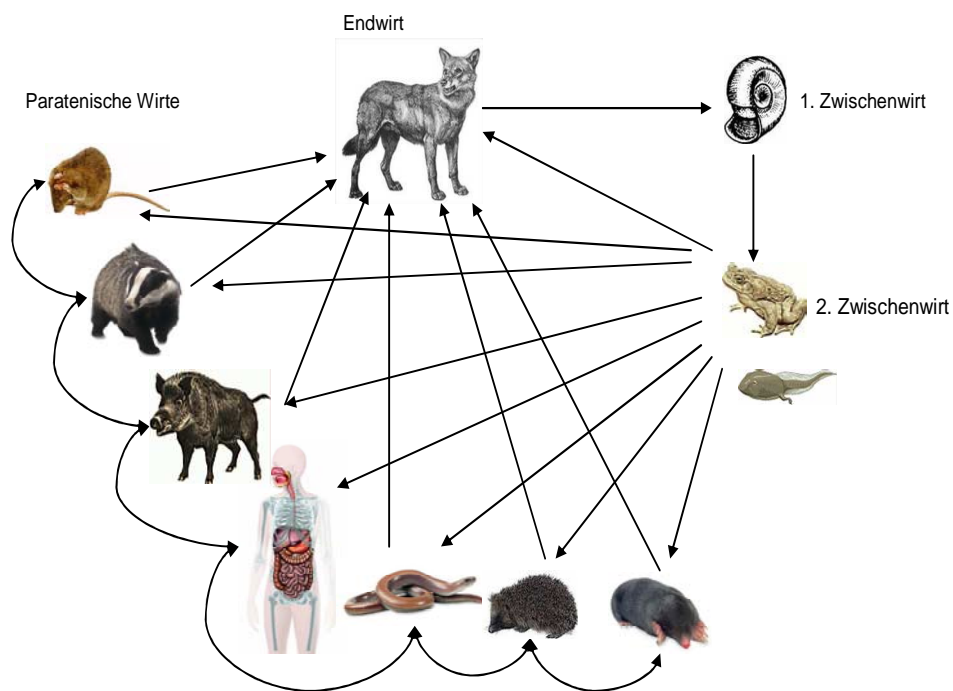 Endwirt
Paratenische Wirte
1. Zwischenwirt
2. Zwischenwirt